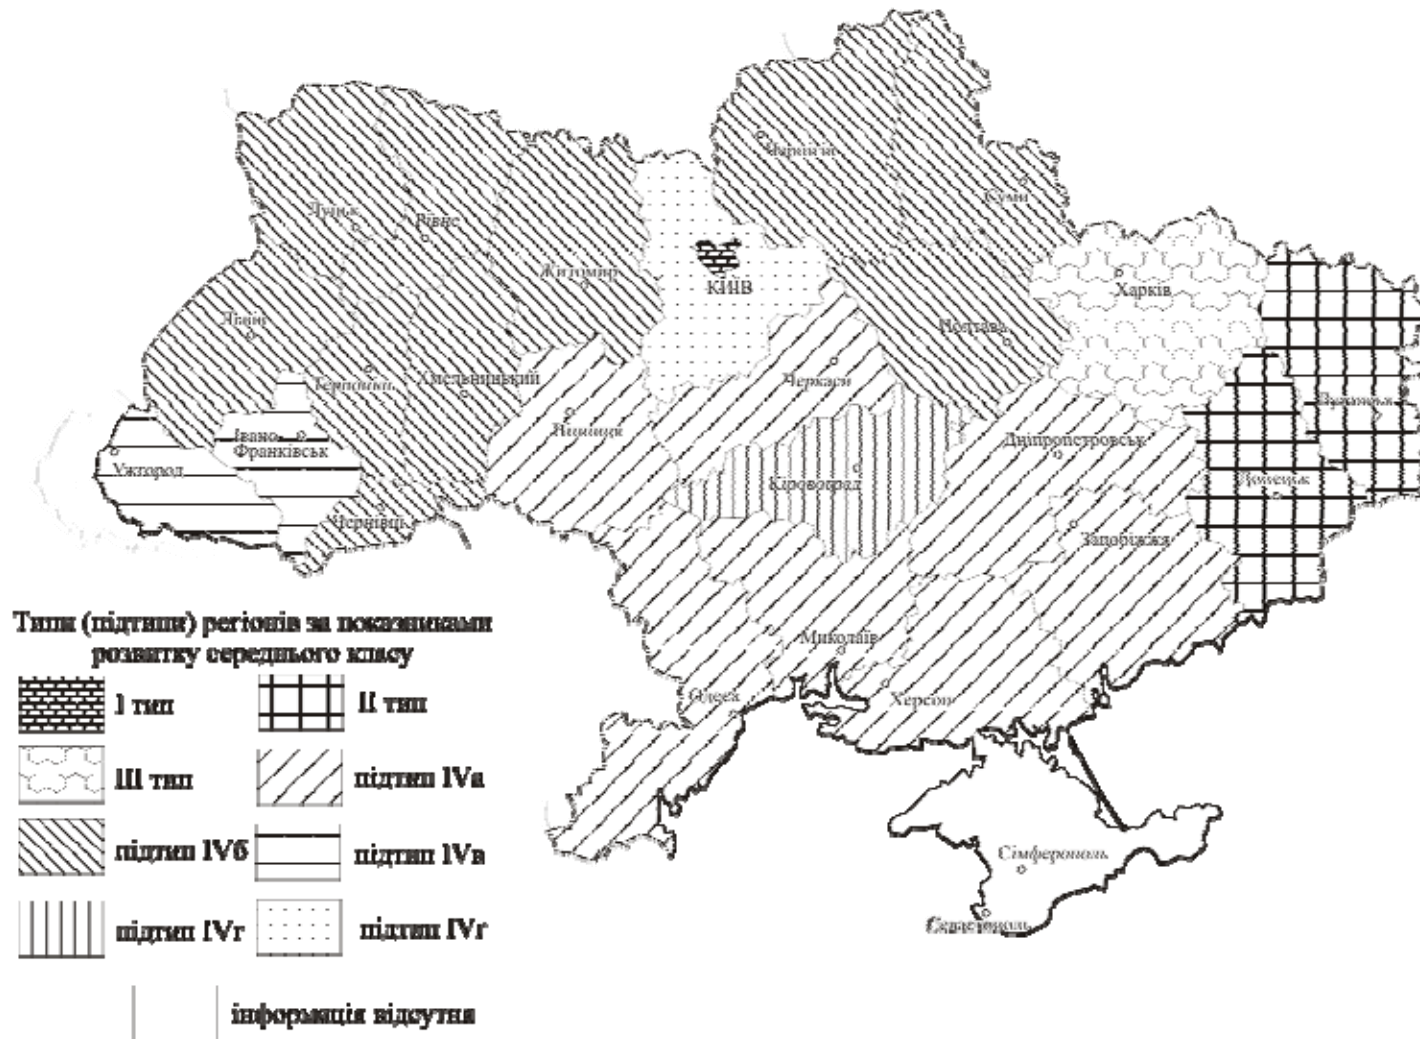 Чернігів
Суми
Луцьк
Рівне
Житомир
КИЇВ
Харків
Львів
Полтава
Тернопіль
Хмельницький
Черкаси
Луганськ
Вінниця
Івано
Франківськ
Ужгород
Дніпропетровськ
Кіровоград
Донецьк
Чернівці
Запоріжжя
Миколаїв
Одеса
Херсон
Сімферополь
Севастополь
Типи (підтипи) регіонів за показниками
розвитку середнього класу
І тип
ІІ тип
ІІІ тип
підтип IVа
підтип IVб
підтип IVв
підтип IVг
підтип IVґ
інформація відсутня